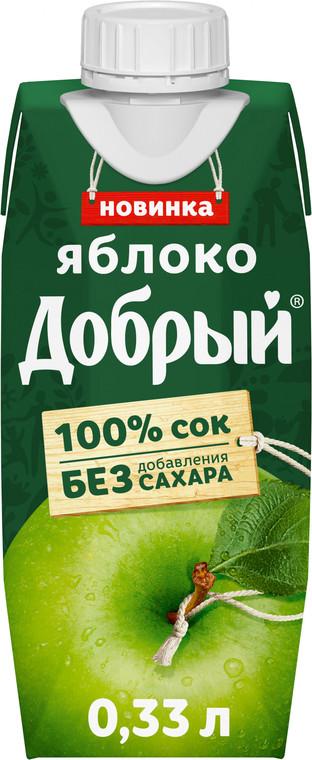 новинка
яблоко
Добрый®
100% сок
БЕЗ добавления САХАРА
0,33 л